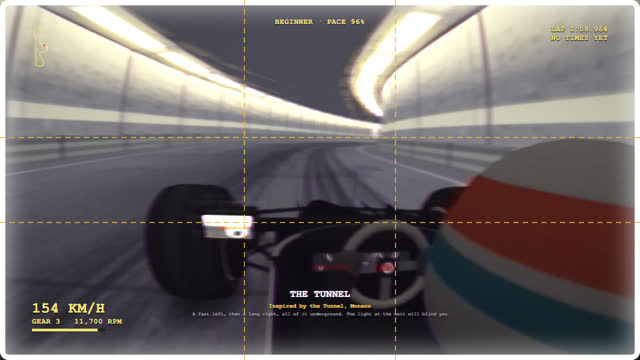 BEGINNER · PACE 96%
LAP 1:08.964
NO TIMES YET
154 KM/H
GEAR 3 11,700 RPM
THE TUNNEL
Inspired by the Tunnel, Monaco
A fast left, then a long right, all of it underground. The light at the exit will blind you.